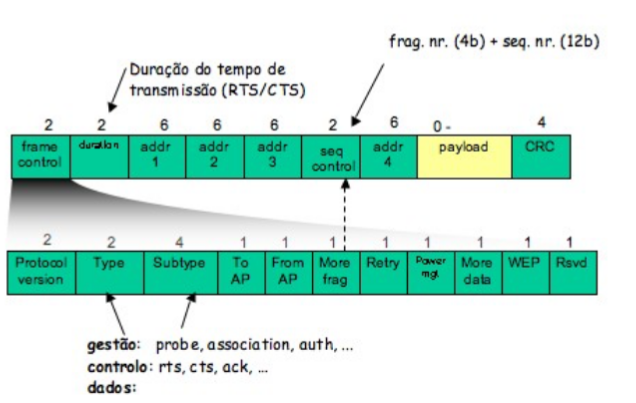 frag. nr. (4b) + seq. nr. (12b)
Duração do tempo de
transmissão (RTS/CTS)
2 2 6 6 6 2 6 0 - 4
frame control duration addr 1 addr 2 addr 3 seq control addr 4 payload CRC
2 2 4 1 1 1 1 1 1 1 1
Protocol version Type Subtype To AP From AP More frag Retry Power mgt More data WEP Rsvd
gestão: probe, association, auth, ...
controlo: rts, cts, ack, ...
dados: